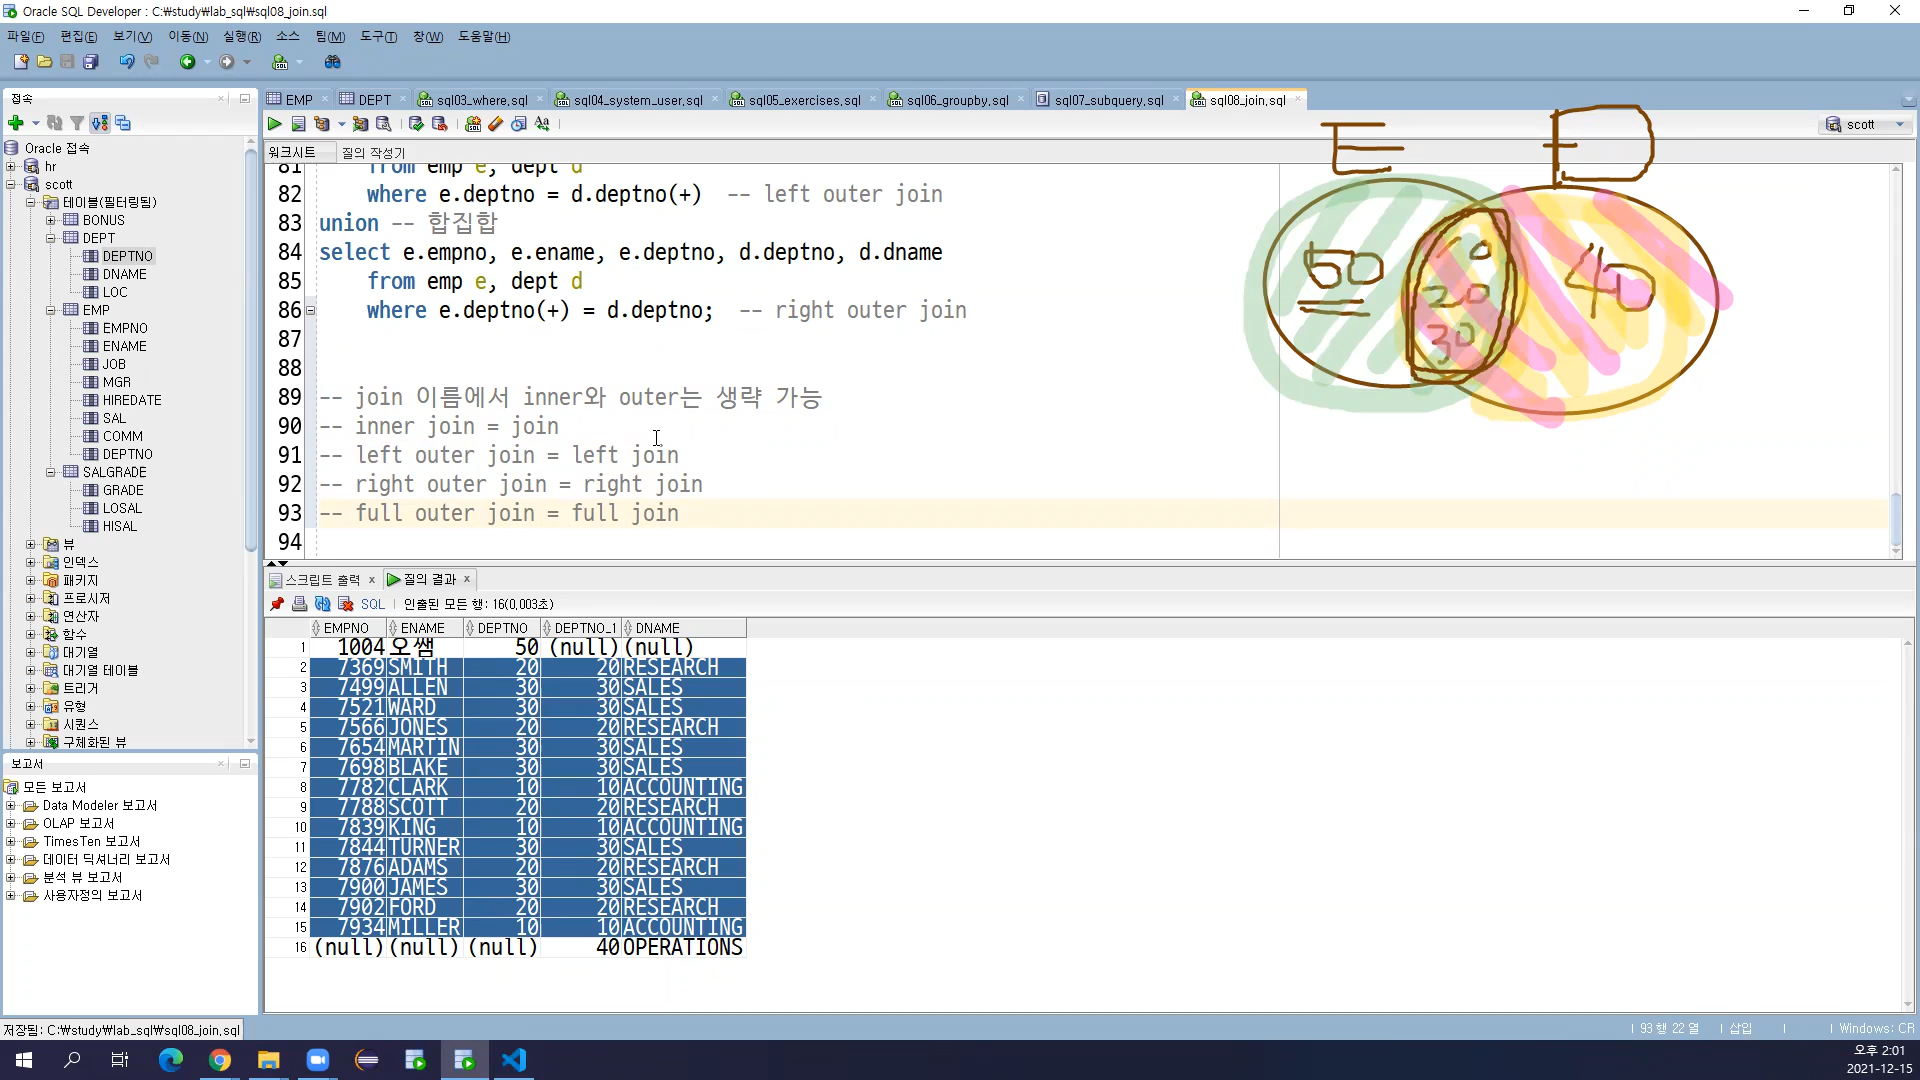 Oracle SQL Developer : C:₩study₩lab_sql₩sql08_join.sql
파일(F) 편집(E) 보기(V) 이동(N) 실행(R) 소스 팀(M) 도구(T) 창(W) 도움말(H)
접속
EMP DEPT sql03_where.sql sql04_system_user.sql sql05_exercises.sql sql06_groupby.sql sql07_subquery.sql sql08_join.sql
scott
워크시트 질의 작성기
Oracle 접속
hr
scott
테이블(필터링됨)
BONUS
DEPT
DEPTNO
DNAME
LOC
EMP
EMPNO
ENAME
JOB
MGR
HIREDATE
SAL
COMM
DEPTNO
SALGRADE
GRADE
LOSAL
HISAL
뷰
인덱스
패키지
프로시저
연산자
함수
대기열
대기열 테이블
트리거
유형
시퀀스
구체화된 뷰
81 from emp e, dept d
82 where e.deptno = d.deptno(+) -- left outer join
83 union -- 합집합
84 select e.empno, e.ename, e.deptno, d.deptno, d.dname
85 from emp e, dept d
86 where e.deptno(+) = d.deptno; -- right outer join
87
88
89 -- join 이름에서 inner와 outer는 생략 가능
90 -- inner join = join
91 -- left outer join = left join
92 -- right outer join = right join
93 -- full outer join = full join
94
E D
50 10 40
20
30
스크립트 출력 x 질의 결과 x
SQL | 인출된 모든 행: 16(0,003초)
EMPNO ENAME DEPTNO DEPTNO_1 DNAME
1 1004 오쌤 50 (null) (null)
2 7369 SMITH 20 20 RESEARCH
3 7499 ALLEN 30 30 SALES
4 7521 WARD 30 30 SALES
5 7566 JONES 20 20 RESEARCH
6 7654 MARTIN 30 30 SALES
7 7698 BLAKE 30 30 SALES
8 7782 CLARK 10 10 ACCOUNTING
9 7788 SCOTT 20 20 RESEARCH
10 7839 KING 10 10 ACCOUNTING
11 7844 TURNER 30 30 SALES
12 7876 ADAMS 20 20 RESEARCH
13 7900 JAMES 30 30 SALES
14 7902 FORD 20 20 RESEARCH
15 7934 MILLER 10 10 ACCOUNTING
16 (null) (null) (null) 40 OPERATIONS
보고서
모든 보고서
Data Modeler 보고서
OLAP 보고서
TimesTen 보고서
데이터 딕셔너리 보고서
분석 뷰 보고서
사용자정의 보고서
저장됨: C:₩study₩lab_sql₩sql08_join.sql
93 행 22 열 | 삽입 | Windows: CR
오후 2:01
2021-12-15